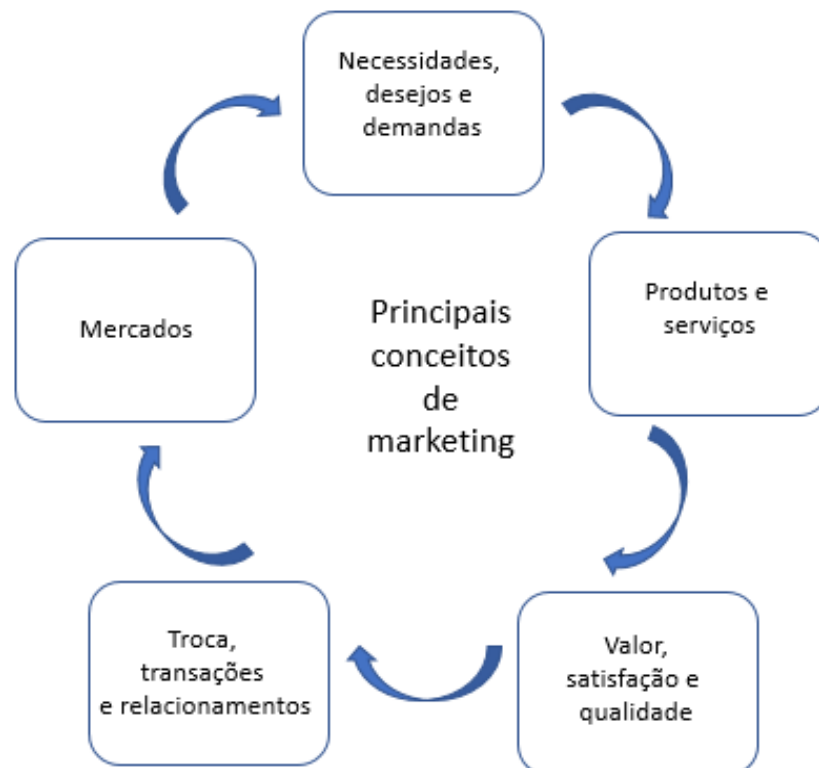 Necessidades,
desejos e
demandas
Produtos e
serviços
Valor,
satisfação e
qualidade
Troca,
transações
e relacionamentos
Mercados
Principais
conceitos
de
marketing